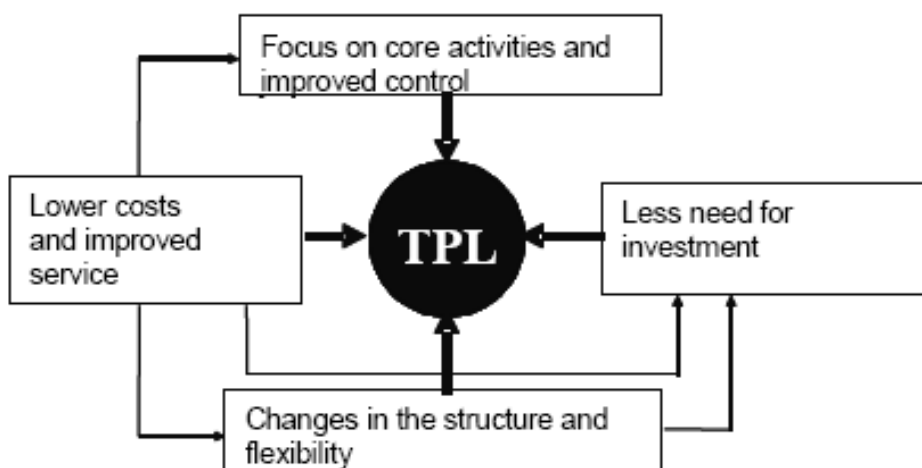 Focus on core activities and
improved control
Lower costs
and improved
service
TPL
Less need for
investment
Changes in the structure and
flexibility